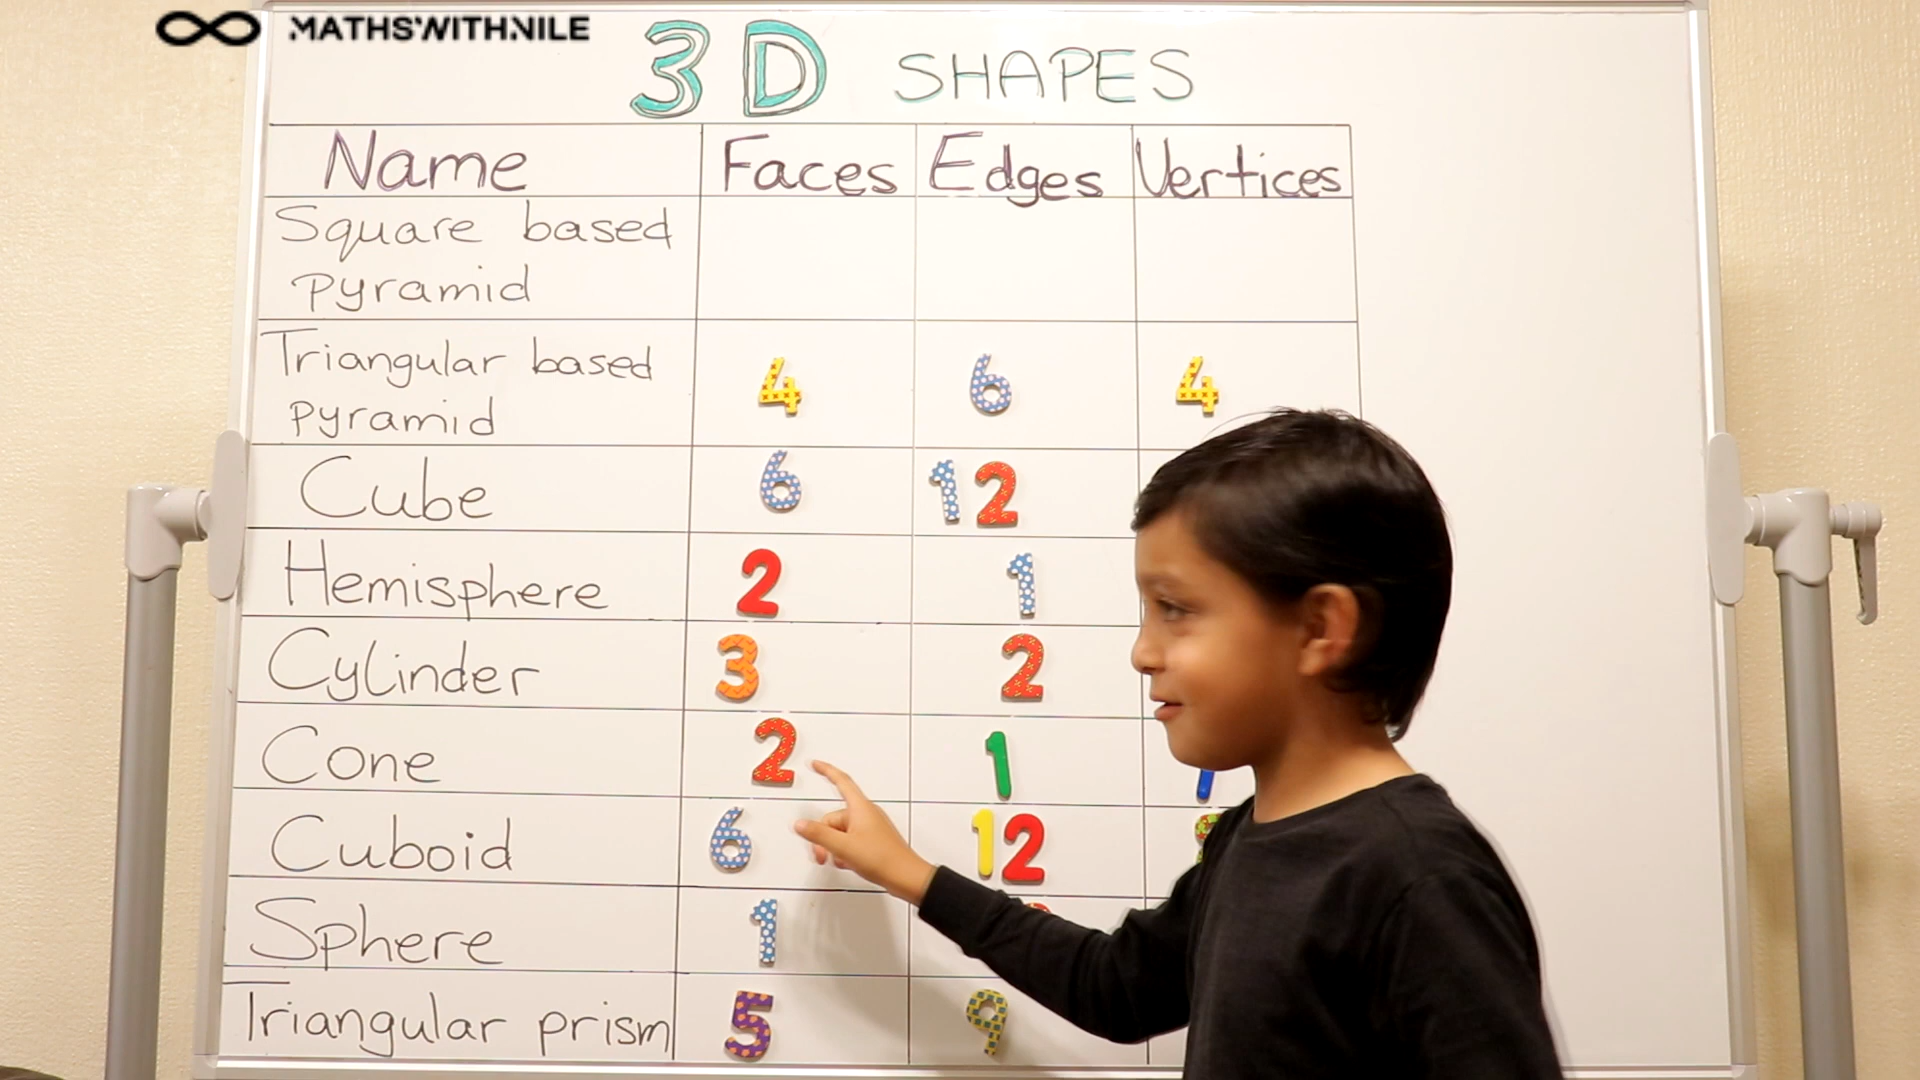 MATHSWITHNILE
3D SHAPES
Name Faces Edges Vertices
Square based
pyramid
Triangular based
pyramid
4 6 4
Cube 6 12
Hemisphere 2 1
Cylinder 3 2
Cone 2 1 1
Cuboid 6 12
Sphere 1
Triangular prism 5 9